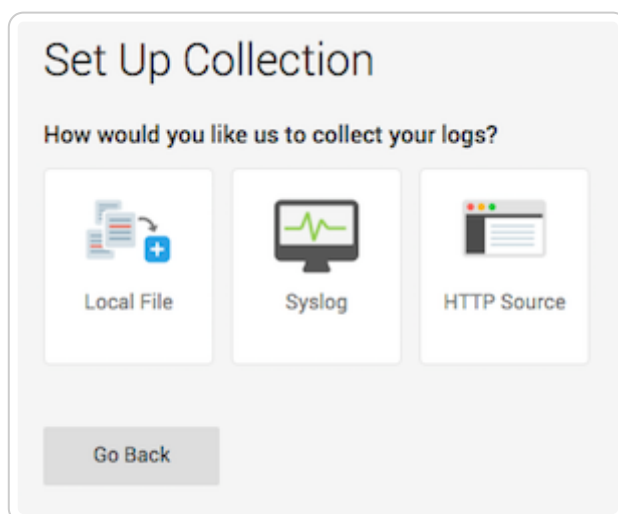 Set Up Collection
How would you like us to collect your logs?
Local File
Syslog
HTTP Source
Go Back